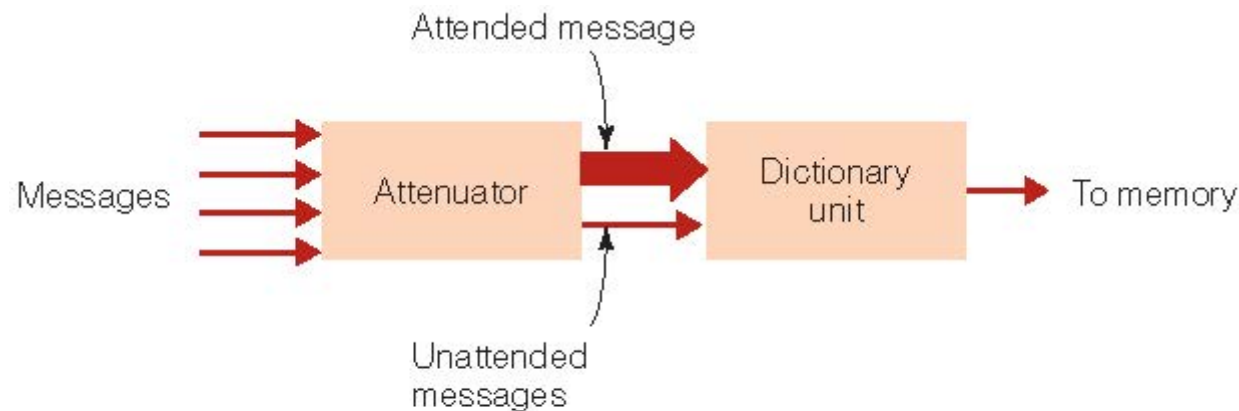 Attended message
Messages
Attenuator
Dictionary
unit
To memory
Unattended
messages